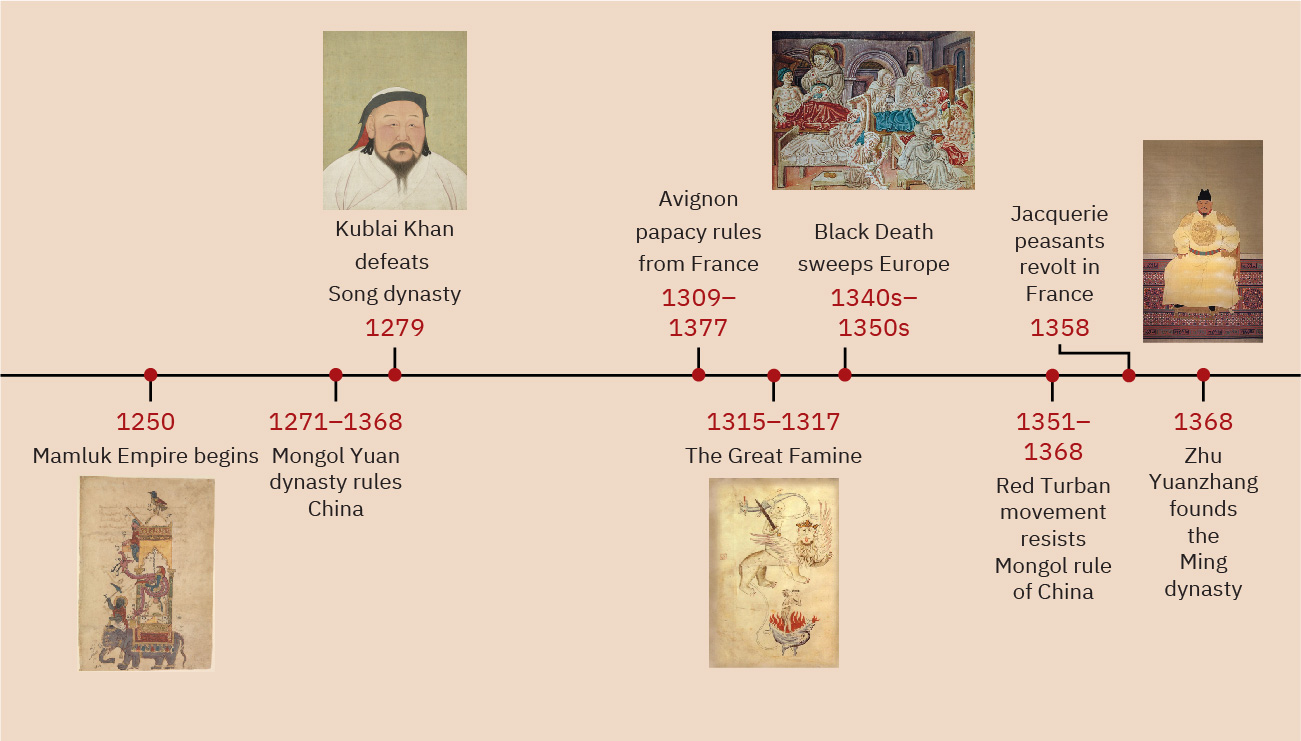 Kublai Khan
defeats
Song dynasty
1279
Avignon
papacy rules
from France
1309–
1377
Black Death
sweeps Europe
1340s–
1350s
Jacquerie
peasants
revolt in
France
1358
1250
Mamluk Empire begins
1271–1368
Mongol Yuan
dynasty rules
China
1315–1317
The Great Famine
1351–
1368
Red Turban
movement
resists
Mongol rule
of China
1368
Zhu
Yuanzhang
founds
the
Ming
dynasty